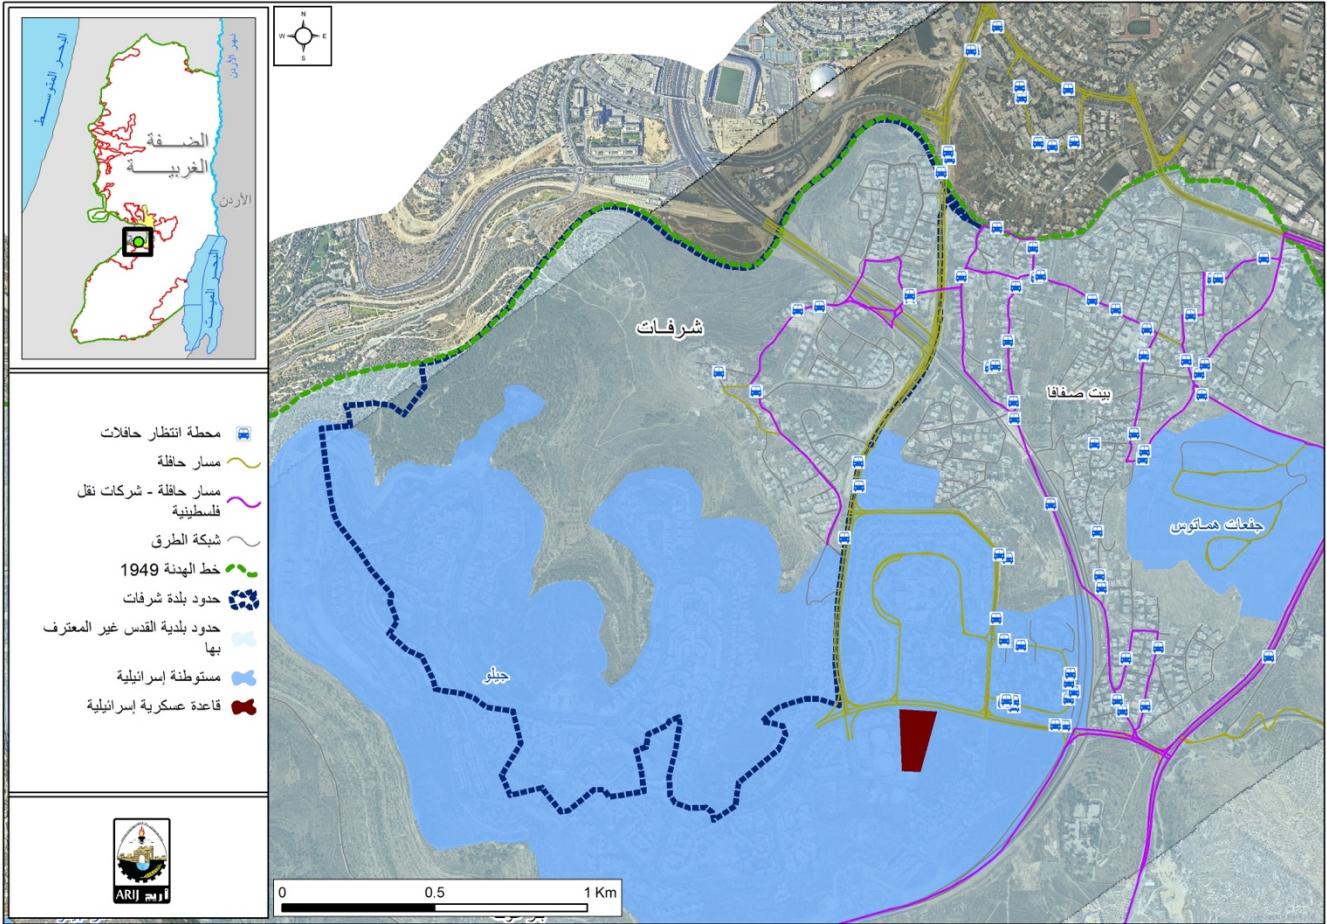 N
W E
S
البحر المتوسط
نهر الأردن
الضفة
الغربية
الأردن
البحر الميت
محطة انتظار حافلات
مسار حافلة
مسار حافلة - شركات نقل
فلسطينية
شبكة الطرق
خط الهدنة 1949
حدود بلدة شرفات
حدود بلدية القدس غير المعترف
بها
مستوطنة إسرائيلية
قاعدة عسكرية إسرائيلية
ARIJ أريج
شرفات
بيت صفافا
جفعات هماتوس
جيلو
0 0.5 1 Km